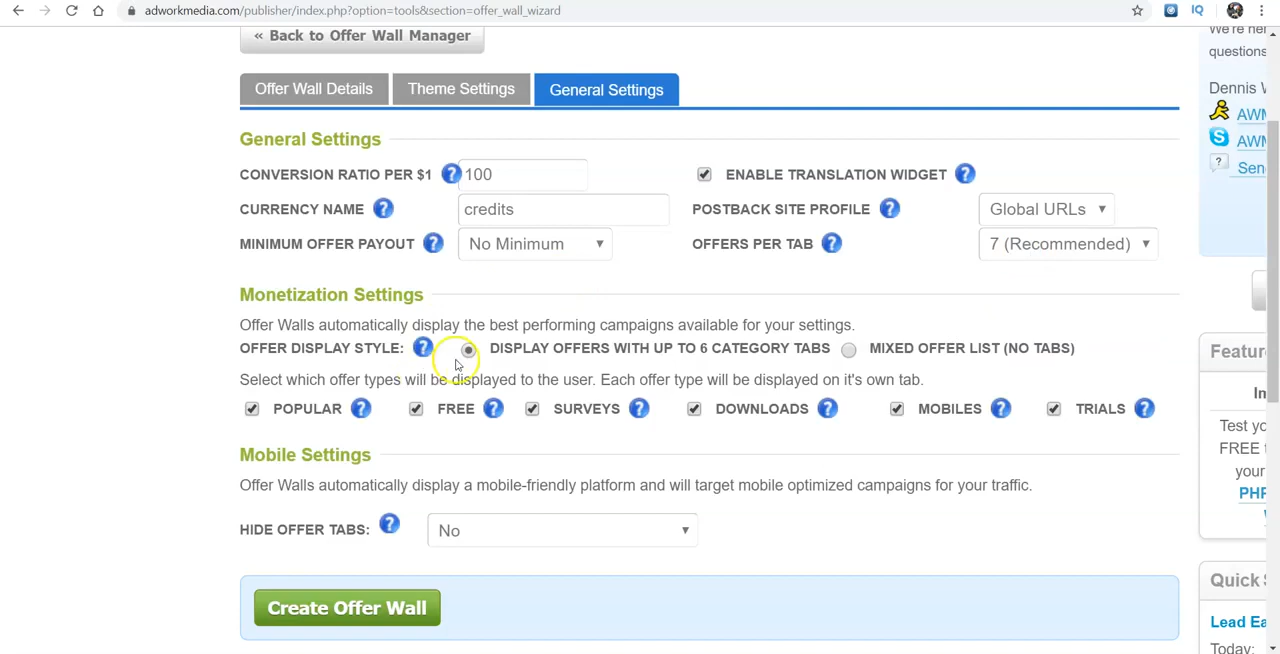 adworkmedia.com/publisher/index.php?option=tools&section=offer_wall_wizard
« Back to Offer Wall Manager
We're
questions
Offer Wall Details
Theme Settings
General Settings
Dennis W
AWM
AWM
Sen
General Settings
CONVERSION RATIO PER $1 ? 100
ENABLE TRANSLATION WIDGET ?
CURRENCY NAME ? credits
POSTBACK SITE PROFILE ? Global URLs
MINIMUM OFFER PAYOUT ? No Minimum
OFFERS PER TAB ? 7 (Recommended)
Monetization Settings
Offer Walls automatically display the best performing campaigns available for your settings.
OFFER DISPLAY STYLE: ? DISPLAY OFFERS WITH UP TO 6 CATEGORY TABS MIXED OFFER LIST (NO TABS)
Select which offer types will be displayed to the user. Each offer type will be displayed on it's own tab.
POPULAR ? FREE ? SURVEYS ? DOWNLOADS ? MOBILES ? TRIALS ?
Mobile Settings
Offer Walls automatically display a mobile-friendly platform and will target mobile optimized campaigns for your traffic.
HIDE OFFER TABS: ? No
Create Offer Wall
Featur
In
Test yo
FREE
your
PHP
Quick S
Lead Ea
Today: